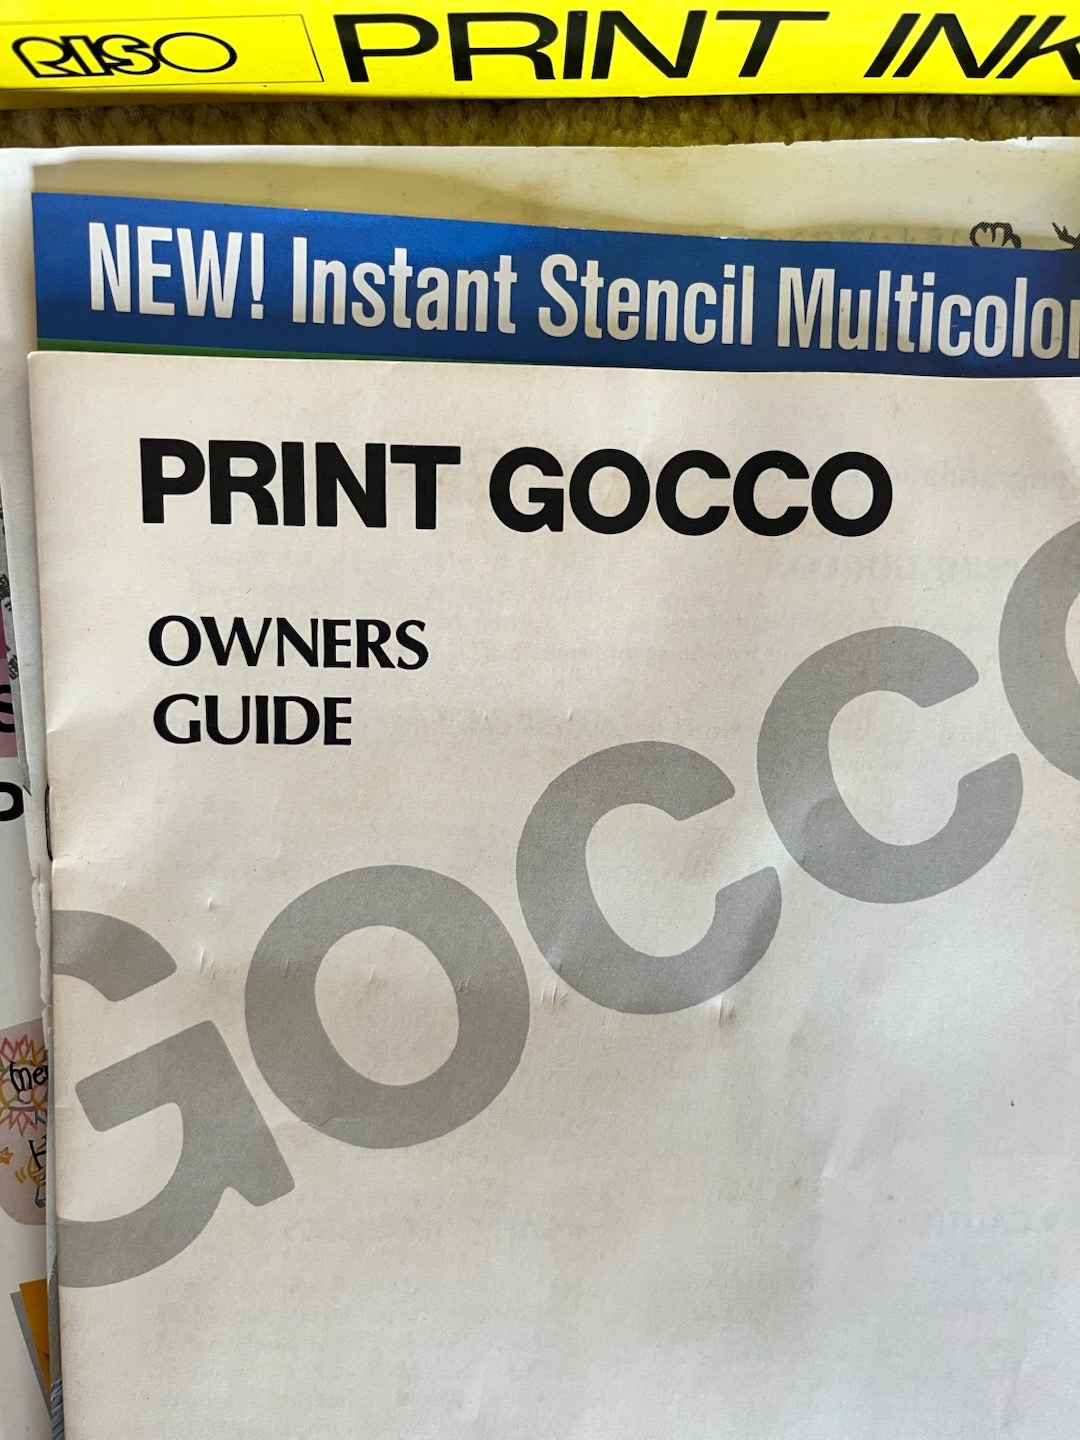 RISO PRINT INK
NEW! Instant Stencil Multicolor
PRINT GOCCO
OWNERS
GUIDE
GOCCO